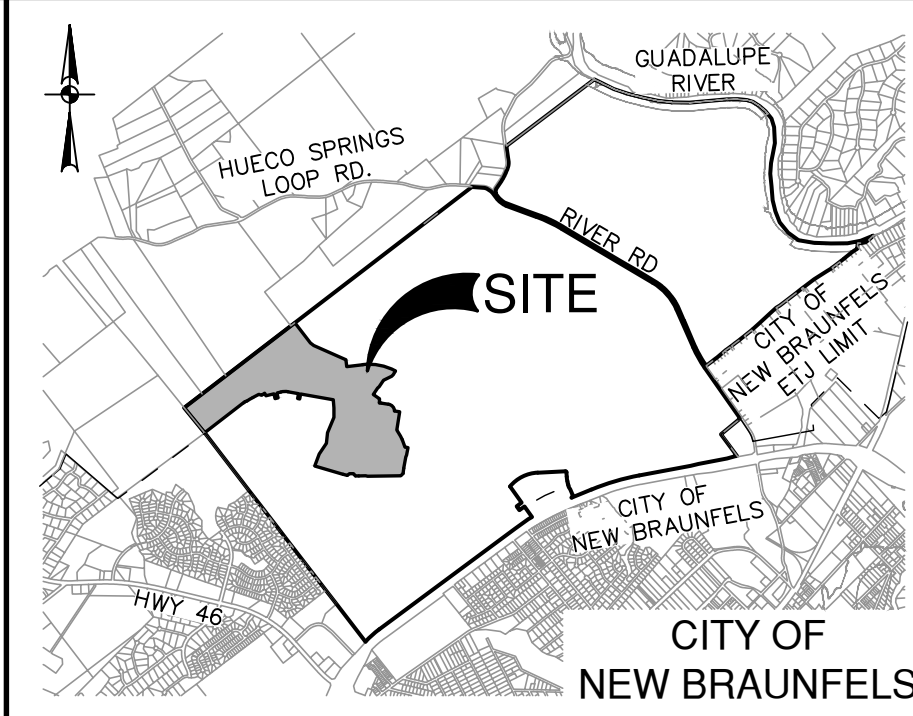 GUADALUPE
RIVER
HUECO SPRINGS
LOOP RD.
RIVER RD
SITE
CITY OF
NEW BRAUNFELS
ETJ LIMIT
CITY OF
NEW BRAUNFELS
HWY 46
CITY OF
NEW BRAUNFELS